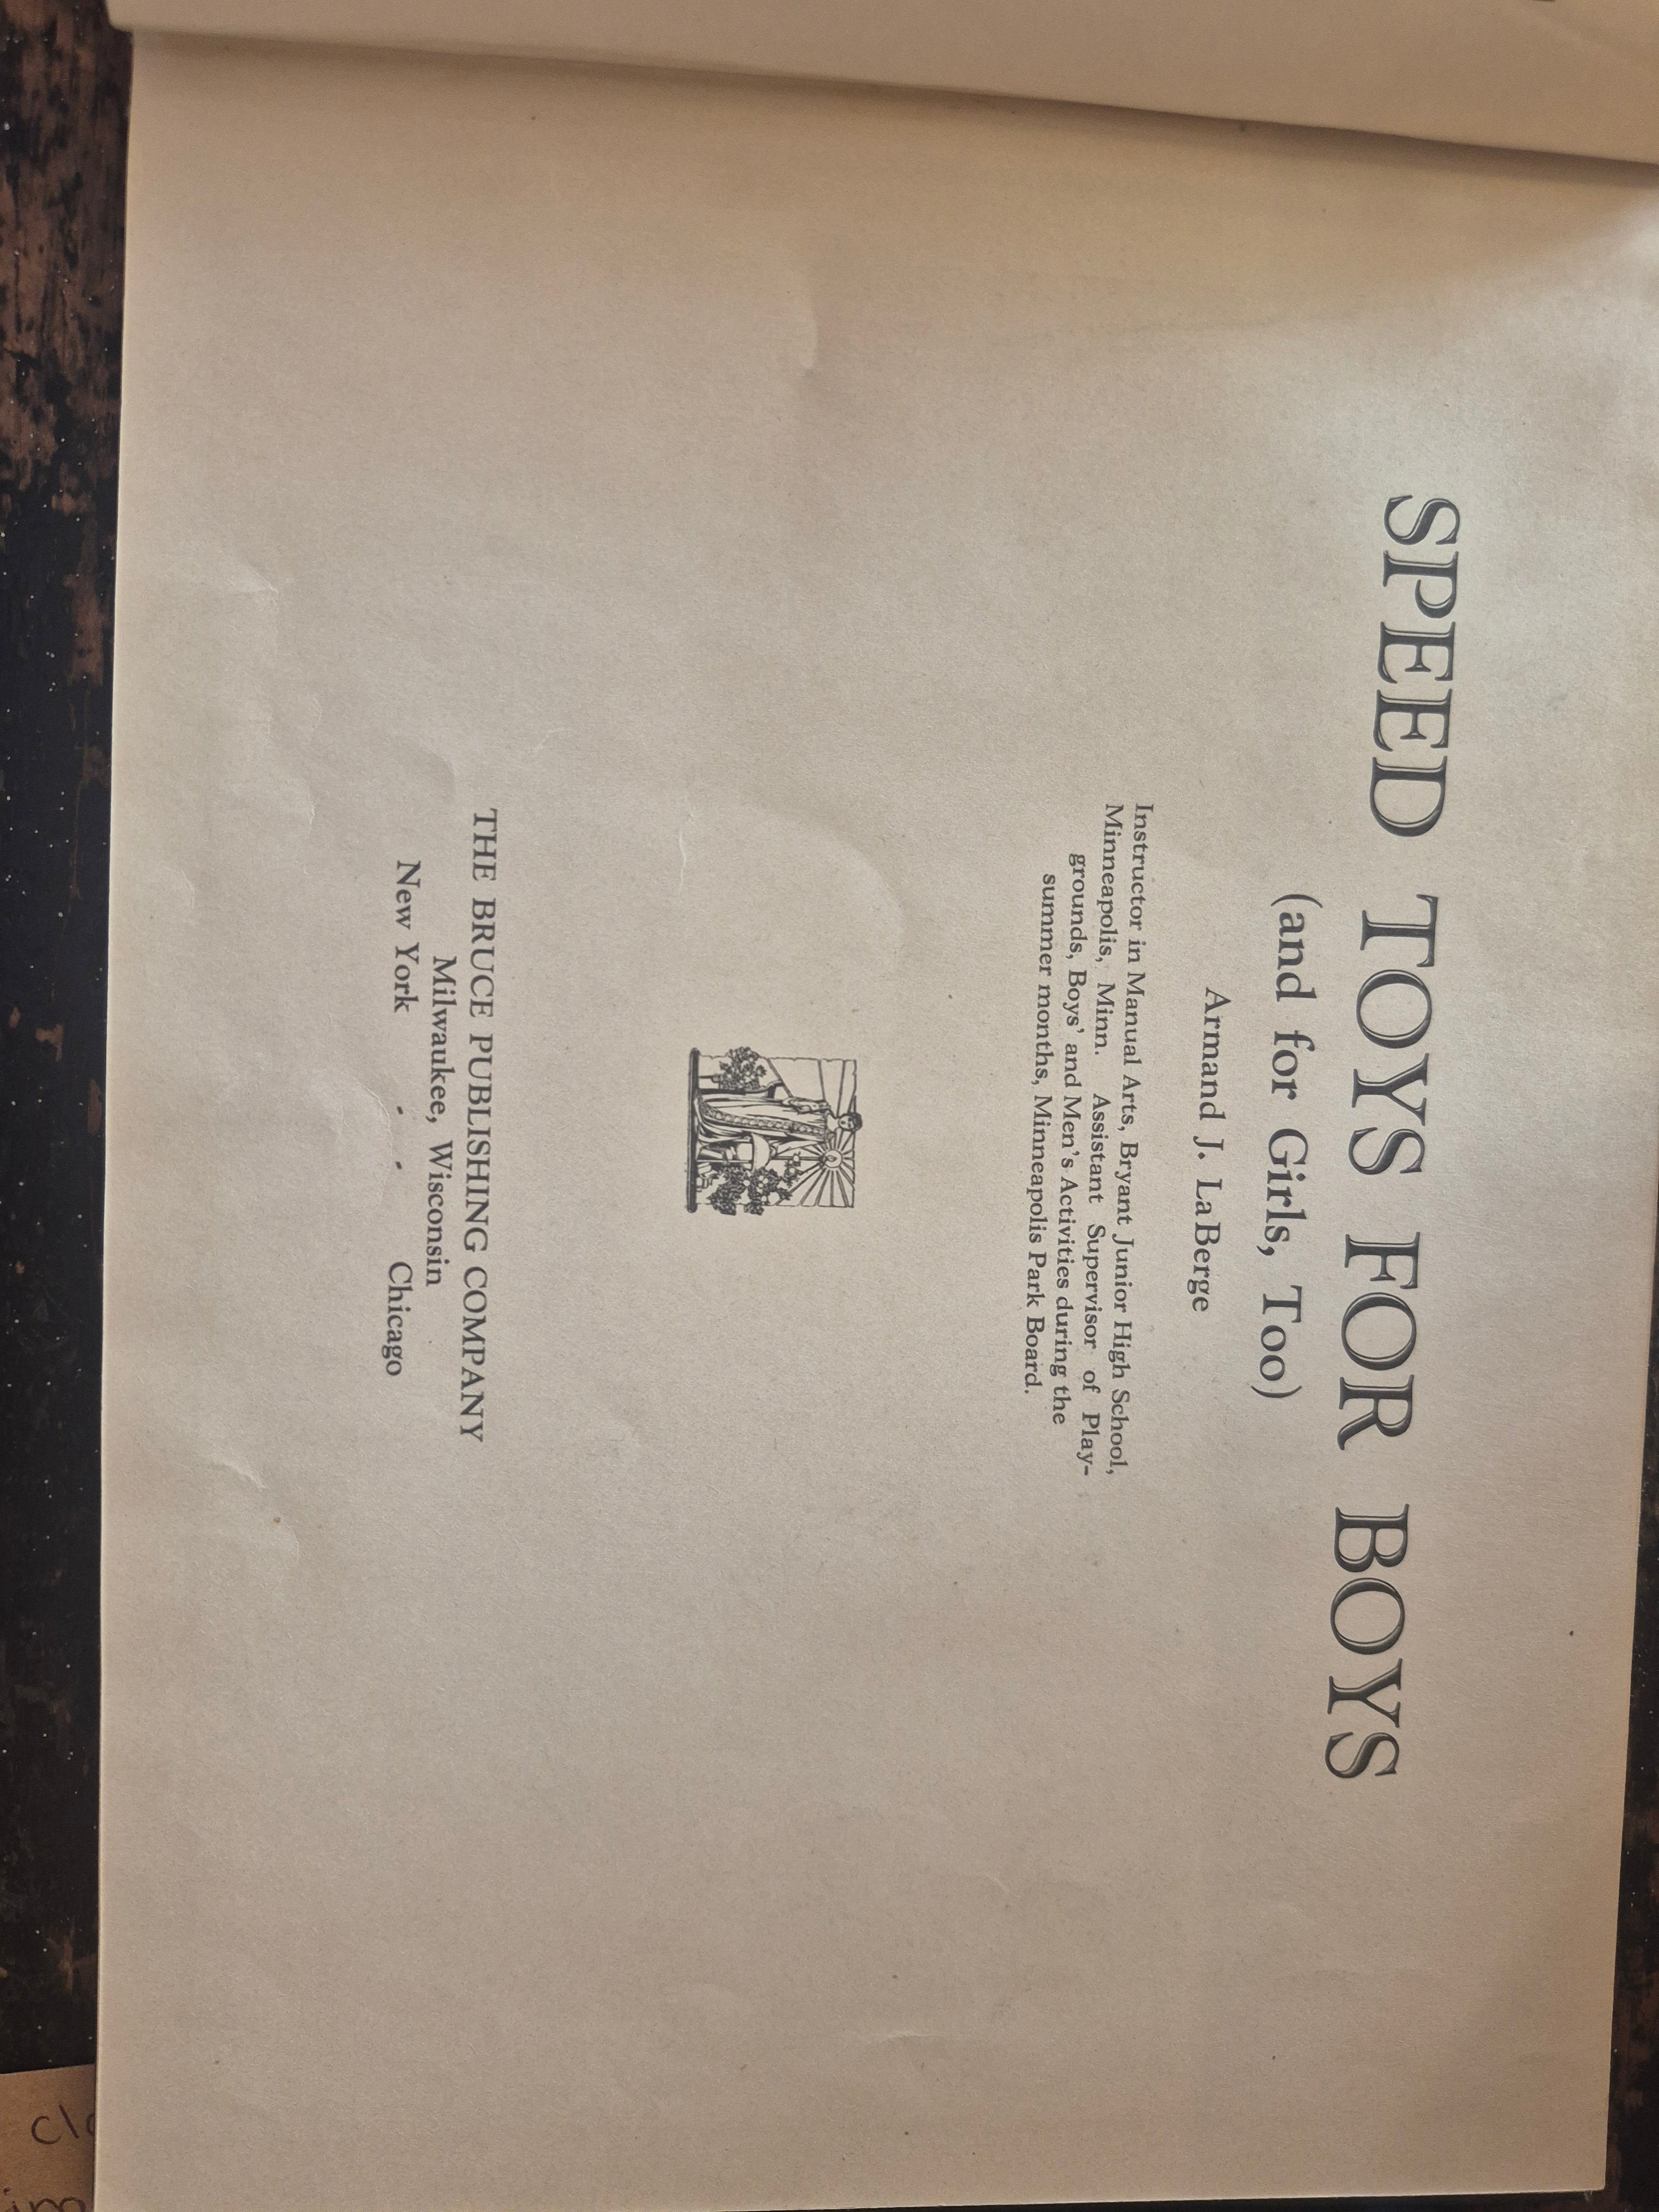 SPEED TOYS FOR BOYS
(and for Girls, Too)
Armand J. LaBerge
Instructor in Manual Arts, Bryant Junior High School,
Minneapolis, Minn. Assistant Supervisor of Play-
grounds, Boys' and Men's Activities during the
summer months, Minneapolis Park Board.
THE BRUCE PUBLISHING COMPANY
Milwaukee, Wisconsin
New York - - Chicago